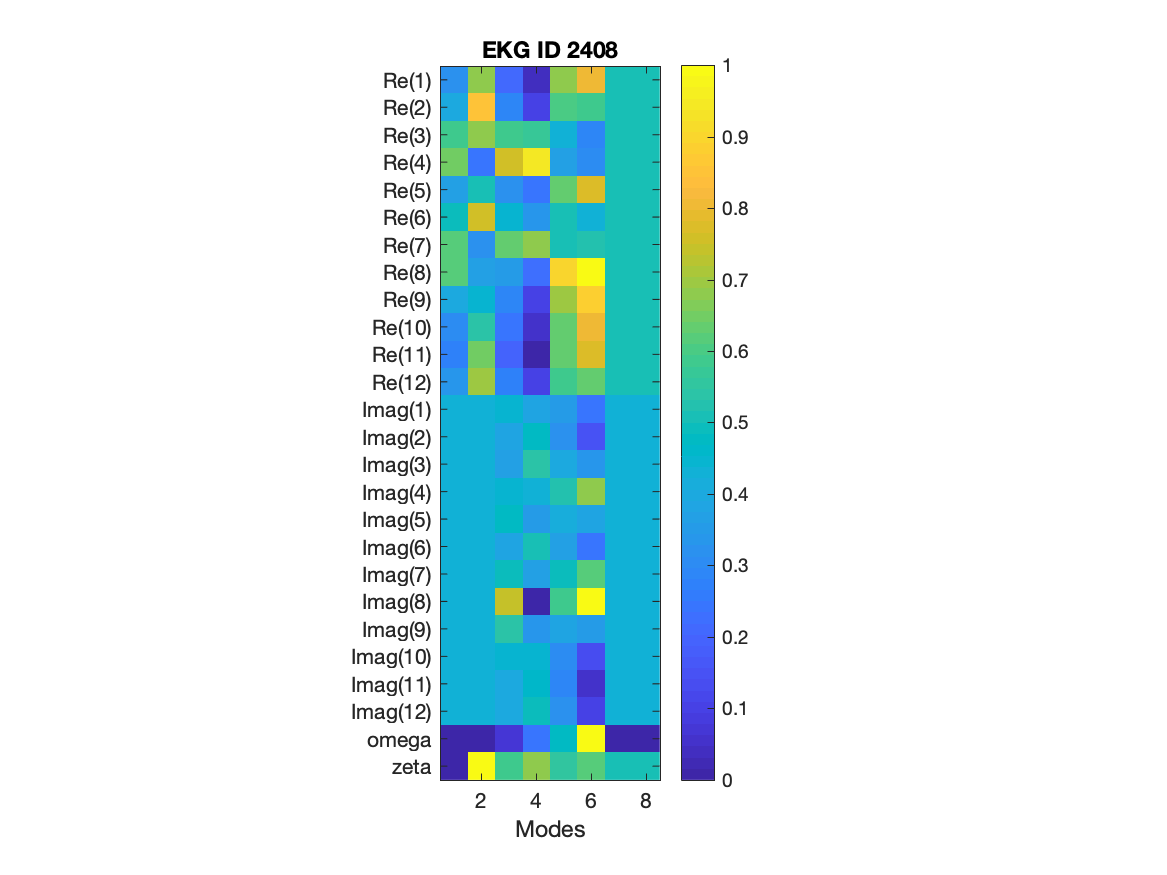 EKG ID 2408
Re(1)
Re(2)
Re(3)
Re(4)
Re(5)
Re(6)
Re(7)
Re(8)
Re(9)
Re(10)
Re(11)
Re(12)
Imag(1)
Imag(2)
Imag(3)
Imag(4)
Imag(5)
Imag(6)
Imag(7)
Imag(8)
Imag(9)
Imag(10)
Imag(11)
Imag(12)
omega
zeta
2 4 6 8
Modes
1
0.9
0.8
0.7
0.6
0.5
0.4
0.3
0.2
0.1
0